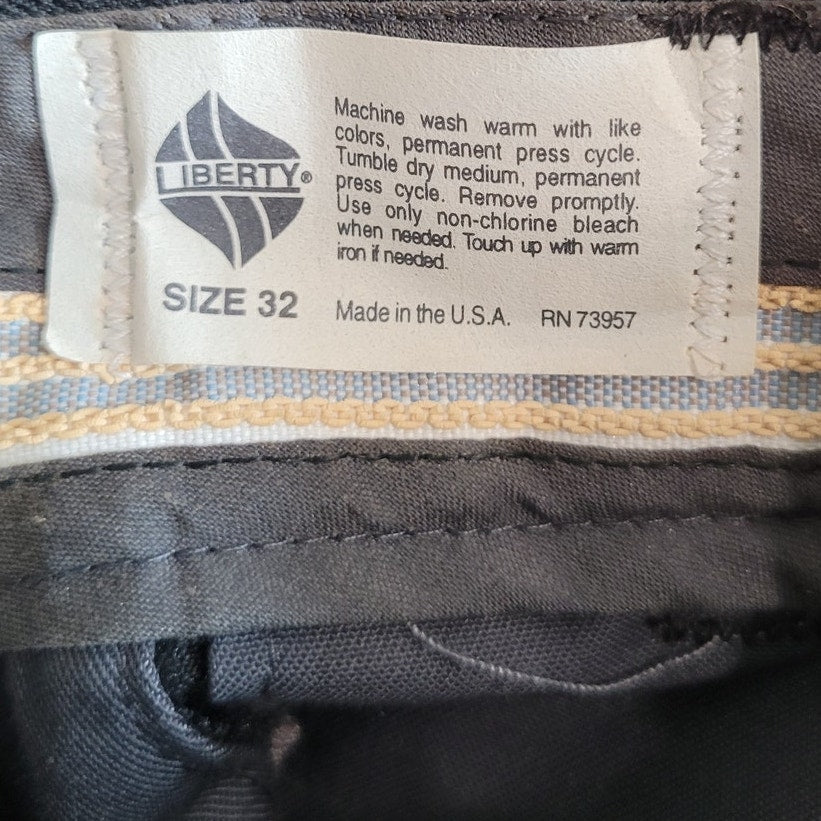 LIBERTY®
SIZE 32
Machine wash warm with like
colors, permanent press cycle.
Tumble dry medium, permanent
press cycle. Remove promptly.
Use only non-chlorine bleach
when needed. Touch up with warm
iron if needed.
Made in the U.S.A. RN 73957